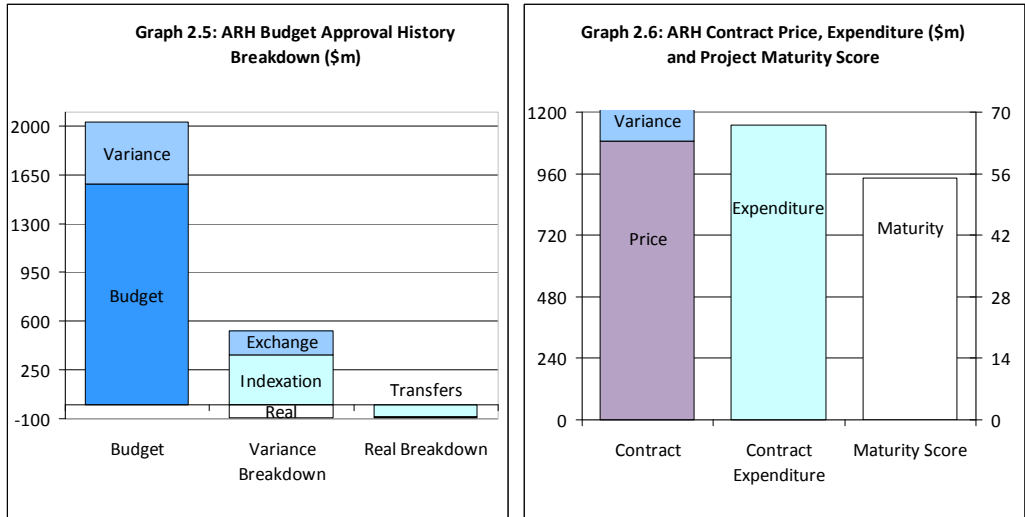 Graph 2.5: ARH Budget Approval History
Breakdown ($m)
2000
1650
1300
950
600
250
-100
Variance
Budget
Exchange
Indexation
Real
Transfers
Budget
Variance
Breakdown
Real Breakdown
Graph 2.6: ARH Contract Price, Expenditure ($m)
and Project Maturity Score
1200
960
720
480
240
0
Variance
Price
Expenditure
Maturity
70
56
42
28
14
0
Contract
Contract
Expenditure
Maturity Score